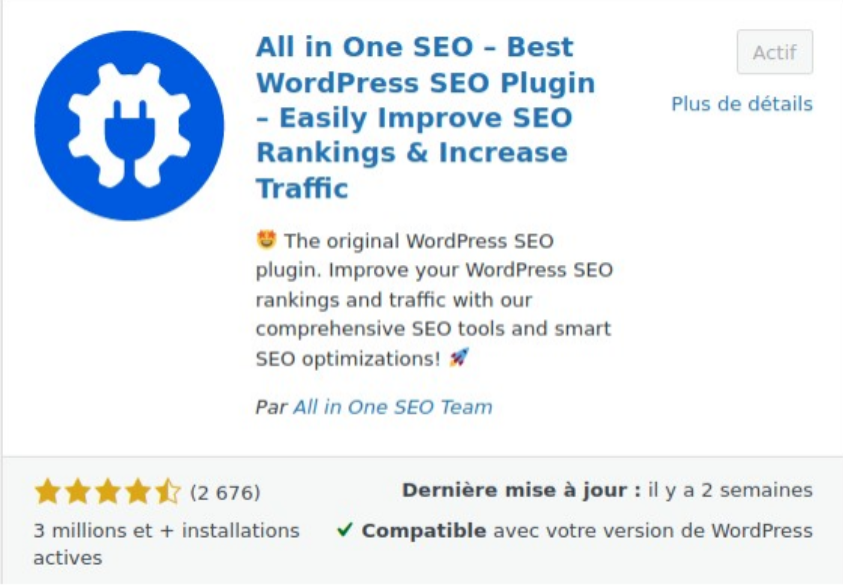 All in One SEO – Best
WordPress SEO Plugin
– Easily Improve SEO
Rankings & Increase
Traffic
Actif
Plus de détails
🤩 The original WordPress SEO
plugin. Improve your WordPress SEO
rankings and traffic with our
comprehensive SEO tools and smart
SEO optimizations! 🚀
Par All in One SEO Team
(2 676)
3 millions et + installations
actives
Dernière mise à jour : il y a 2 semaines
✔ Compatible avec votre version de WordPress